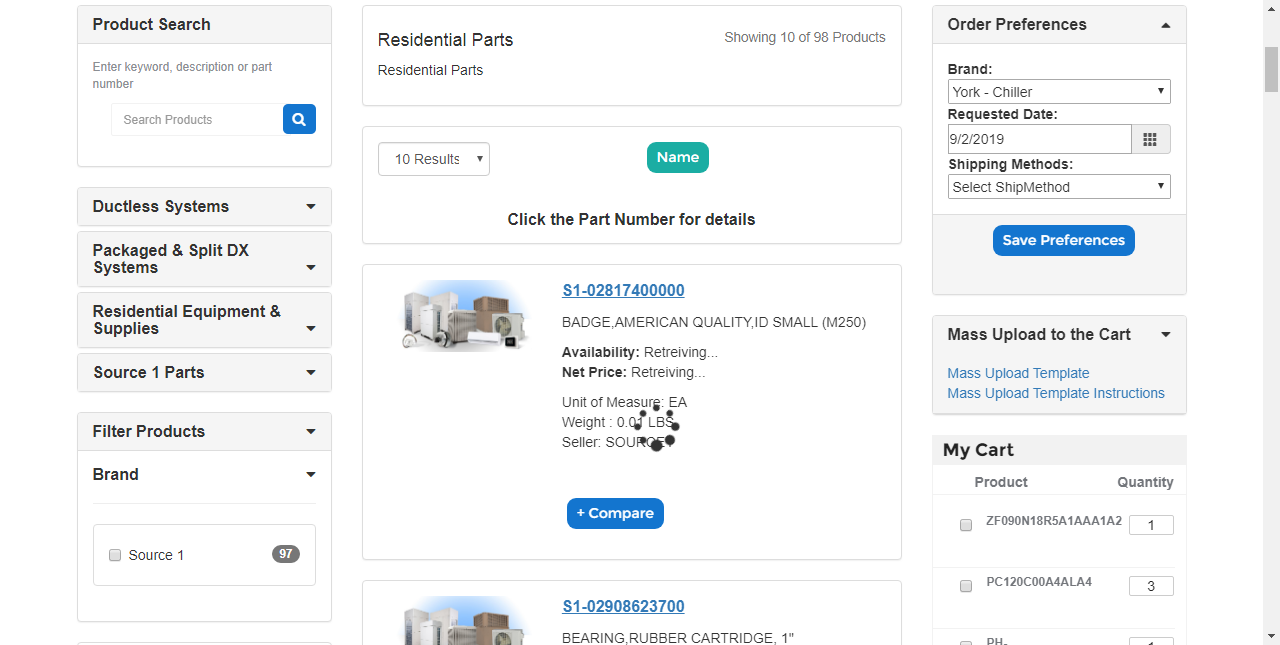 Product Search
Enter keyword, description or part
number
Search Products
Ductless Systems
Packaged & Split DX
Systems
Residential Equipment &
Supplies
Source 1 Parts
Filter Products
Brand
Source 1
97
Residential Parts
Showing 10 of 98 Products
Residential Parts
10 Results
Name
Click the Part Number for details
S1-02817400000
BADGE,AMERICAN QUALITY,ID SMALL (M250)
Availability: Retreiving...
Net Price: Retreiving...
Unit of Measure: EA
Weight : 0.01 LBS
Seller: SOURCE1
+ Compare
S1-02908623700
BEARING,RUBBER CARTRIDGE, 1"
Order Preferences
Brand:
York - Chiller
Requested Date:
9/2/2019
Shipping Methods:
Select ShipMethod
Save Preferences
Mass Upload to the Cart
Mass Upload Template
Mass Upload Template Instructions
My Cart
Product Quantity
ZF090N18R5A1AAA1A2 1
PC120C00A4ALA4 3
PH-